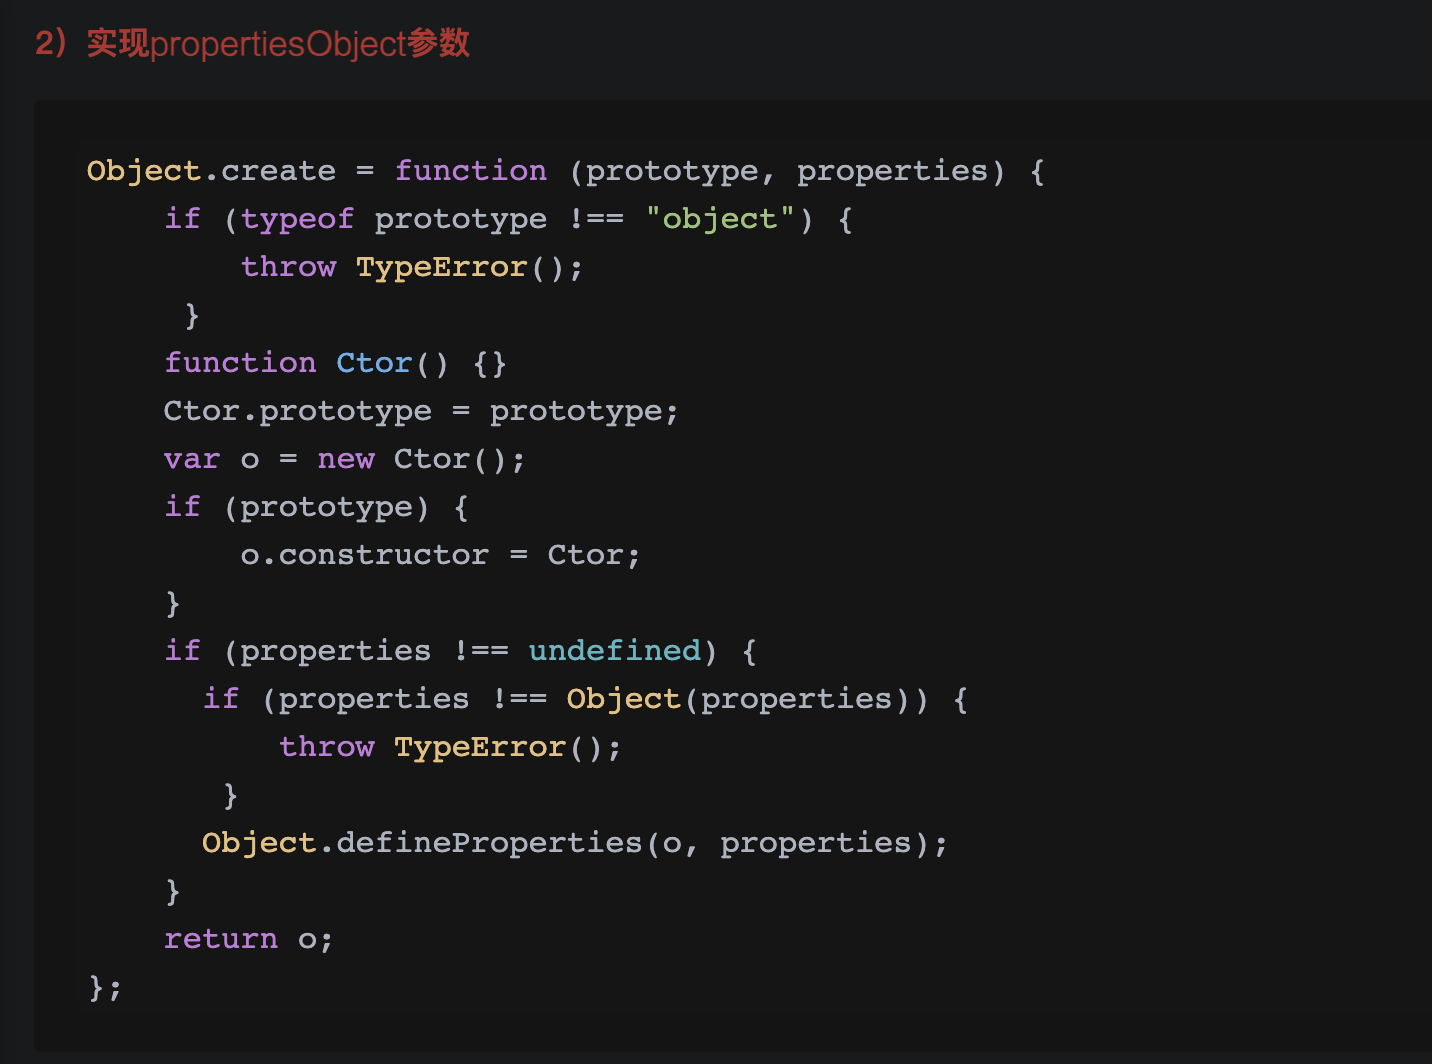 2）实现propertiesObject参数
Object.create = function (prototype, properties) {
    if (typeof prototype !== "object") {
        throw TypeError();
     }
    function Ctor() {}
    Ctor.prototype = prototype;
    var o = new Ctor();
    if (prototype) {
        o.constructor = Ctor;
    }
    if (properties !== undefined) {
      if (properties !== Object(properties)) {
          throw TypeError();
       }
      Object.defineProperties(o, properties);
    }
    return o;
};